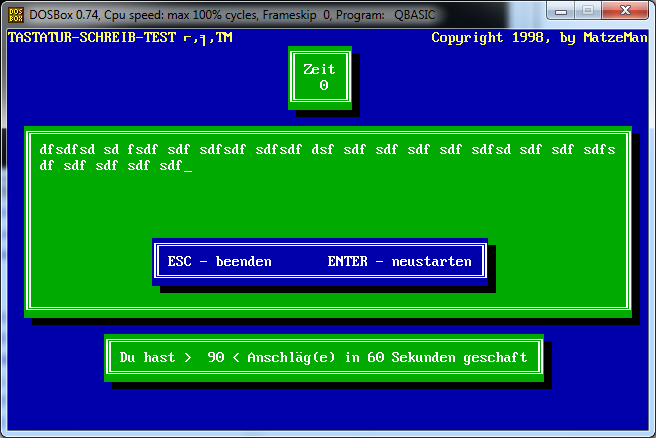 DOSBox 0.74, Cpu speed: max 100% cycles, Frameskip 0, Program: QBASIC
TASTATUR-SCHREIB-TEST ┌,┐,TM Copyright 1998, by MatzeMan
Zeit
0
dfsdfsd sd fsdf sdf sdfsdf sdfsdf dsf sdf sdf sdf sdf sdfsd sdf sdf sdfs
df sdf sdf sdf sdf_
ESC - beenden ENTER - neustarten
Du hast > 90 < Anschläg(e) in 60 Sekunden geschaft